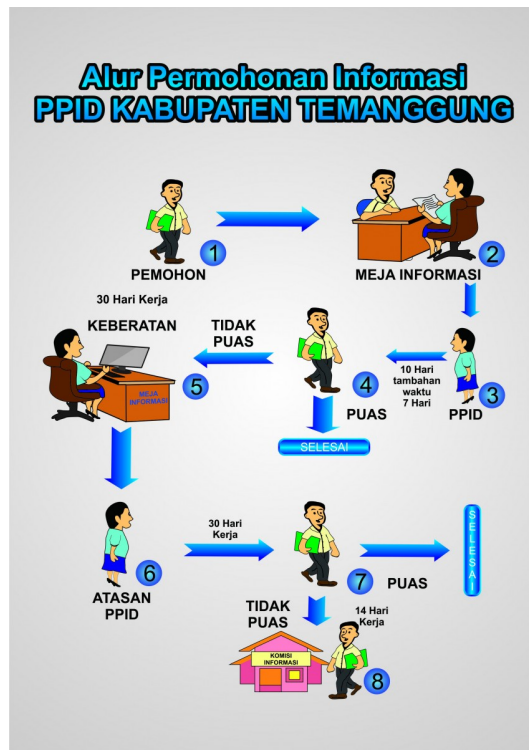 Alur Permohonan Informasi
PPID KABUPATEN TEMANGGUNG
1
PEMOHON
2
MEJA INFORMASI
30 Hari Kerja
KEBERATAN
MEJA
INFORMASI
5
TIDAK
PUAS
4
PUAS
SELESAI
10 Hari
tambahan
waktu
7 Hari
3
PPID
6
ATASAN
PPID
30 Hari
Kerja
7
PUAS
SELESAI
TIDAK
PUAS
14 Hari
Kerja
KOMISI
INFORMASI
8